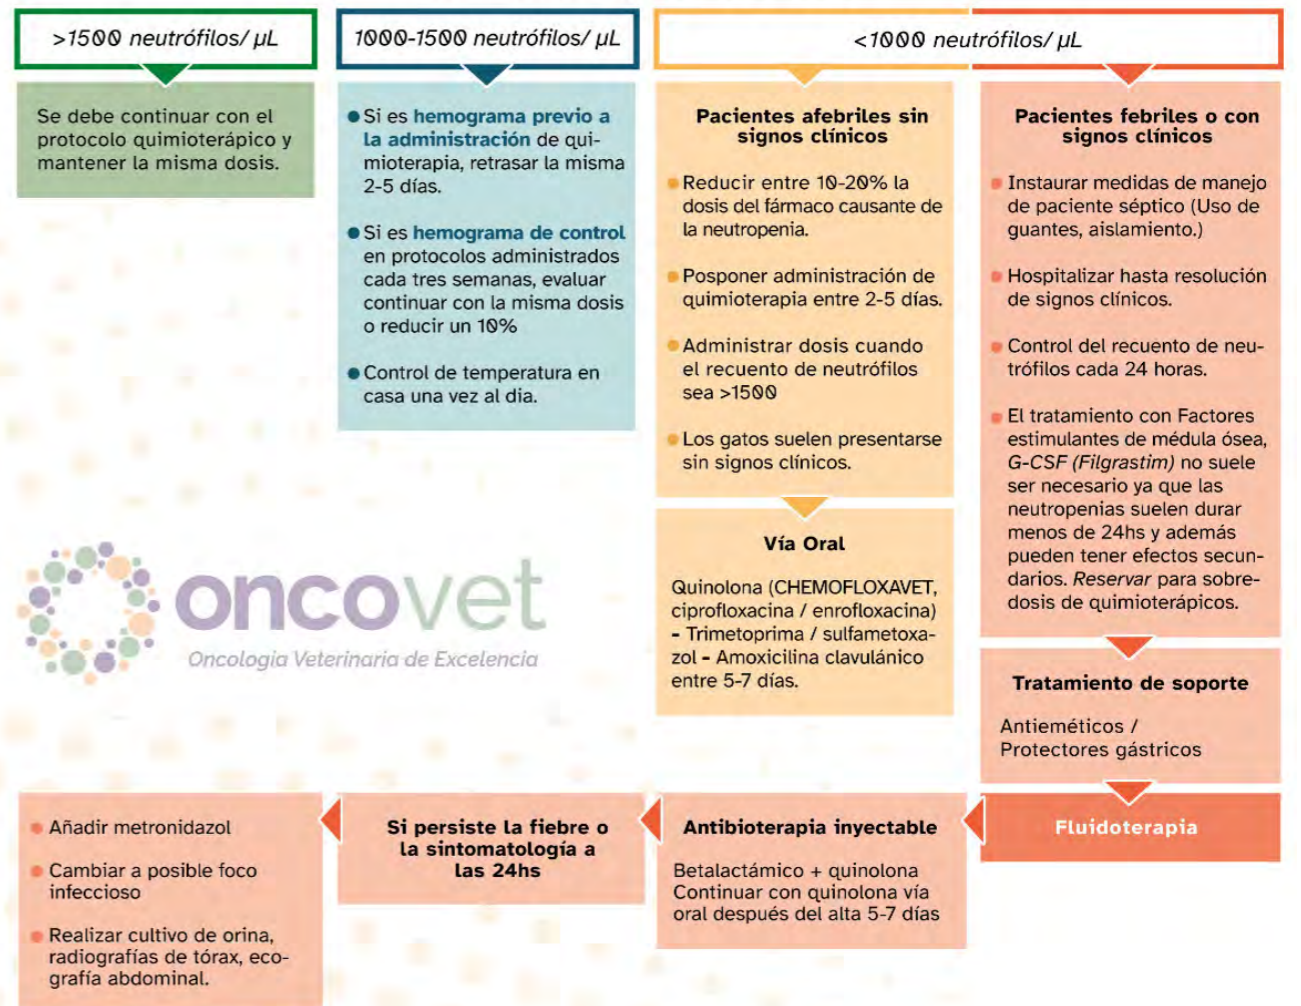 >1500 neutrófilos/ µL
Se debe continuar con el
protocolo quimioterápico y
mantener la misma dosis.
1000-1500 neutrófilos/ µL
Si es hemograma previo a
la administración de qui-
mioterapia, retrasar la misma
2-5 días.
Si es hemograma de control
en protocolos administrados
cada tres semanas, evaluar
continuar con la misma dosis
o reducir un 10%
Control de temperatura en
casa una vez al dia.
<1000 neutrófilos/ µL
Pacientes afebriles sin
signos clínicos
Reducir entre 10-20% la
dosis del fármaco causante de
la neutropenia.
Posponer administración de
quimioterapia entre 2-5 días.
Administrar dosis cuando
el recuento de neutrófilos
sea >1500
Los gatos suelen presentarse
sin signos clínicos.
Vía Oral
Quinolona (CHEMOFLOXAVET,
ciprofloxacina / enrofloxacina)
- Trimetoprima / sulfametoxa-
zol - Amoxicilina clavulánico
entre 5-7 días.
Pacientes febriles o con
signos clínicos
Instaurar medidas de manejo
de paciente séptico (Uso de
guantes, aislamiento.)
Hospitalizar hasta resolución
de signos clínicos.
Control del recuento de neu-
trófilos cada 24 horas.
El tratamiento con Factores
estimulantes de médula ósea,
G-CSF (Filgrastim) no suele
ser necesario ya que las
neutropenias suelen durar
menos de 24hs y además
pueden tener efectos secun-
darios. Reservar para sobre-
dosis de quimioterápicos.
Tratamiento de soporte
Antieméticos /
Protectores gástricos
Fluidoterapia
Antibioterapia inyectable
Betalactámico + quinolona
Continuar con quinolona vía
oral después del alta 5-7 días
Si persiste la fiebre o
la sintomatología a
las 24hs
Añadir metronidazol
Cambiar a posible foco
infeccioso
Realizar cultivo de orina,
radiografías de tórax, eco-
grafía abdominal.
oncovet
Oncología Veterinaria de Excelencia